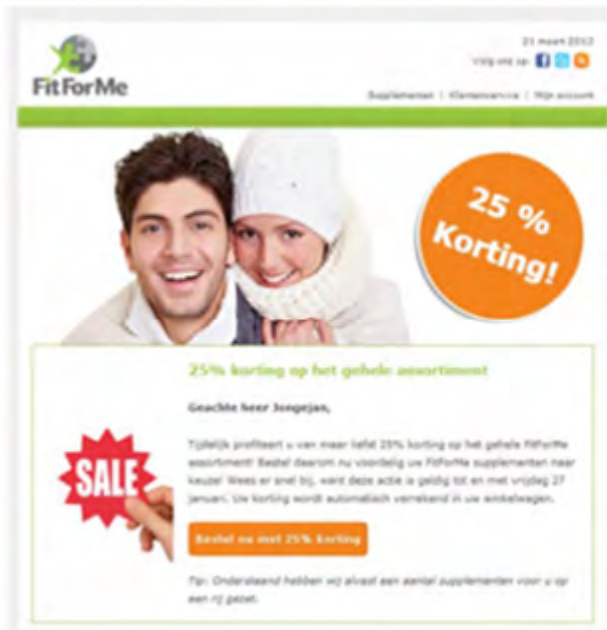 21 maart 2012
Volg ons op:
FitForMe
Supplementen | Klantenservice | Mijn account
25 %
Korting!
25% korting op het gehele assortiment
Geachte heer Jongejan,
Tijdelijk profiteert u van maar liefst 25% korting op het gehele FitForMe
assortiment! Bestel daarom nu voordelig uw FitForMe supplementen naar
keuze! Wees er snel bij, want deze actie is geldig tot en met vrijdag 27
januari. Uw korting wordt automatisch verrekend in uw winkelwagen.
SALE
Bestel nu met 25% korting
Tip: Onderstaand hebben wij alvast een aantal supplementen voor u op
een rij gezet.